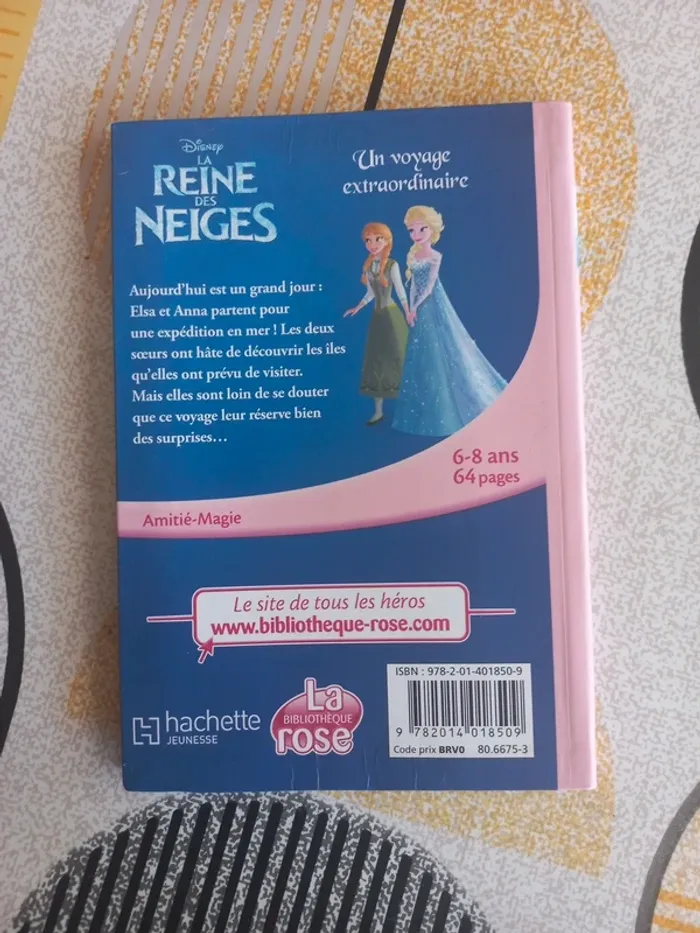 Disney
LA
REINE
DES
NEIGES
Un voyage
extraordinaire
Aujourd'hui est un grand jour :
Elsa et Anna partent pour
une expédition en mer ! Les deux
sœurs ont hâte de découvrir les îles
qu'elles ont prévu de visiter.
Mais elles sont loin de se douter
que ce voyage leur réserve bien
des surprises…
6-8 ans
64 pages
Amitié-Magie
Le site de tous les héros
www.bibliotheque-rose.com
hachette
JEUNESSE
La
BIBLIOTHÈQUE
rose
ISBN : 978-2-01-401850-9
9 782014 018509
Code prix BRV0 80.6675-3